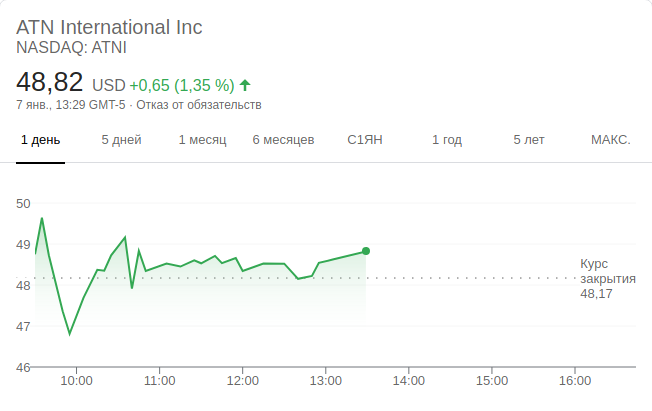 ATN International Inc
NASDAQ: ATNI
48,82 USD +0,65 (1,35 %)
7 янв., 13:29 GMT-5 · Отказ от обязательств
1 день 5 дней 1 месяц 6 месяцев С1ЯН 1 год 5 лет МАКС.
50
49
48
47
46
Курс
закрытия
48,17
10:00 11:00 12:00 13:00 14:00 15:00 16:00